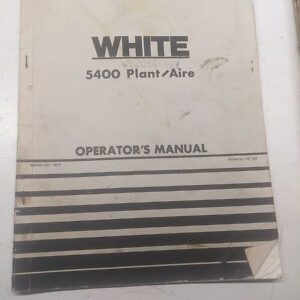 WHITE
5400 Plant/Aire
OPERATOR'S MANUAL